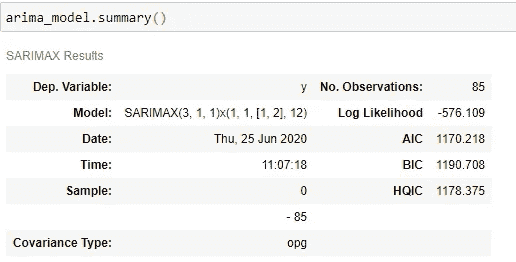 arima_model.summary()
SARIMAX Results
Dep. Variable: y No. Observations: 85
Model: SARIMAX(3, 1, 1)x(1, 1, [1, 2], 12) Log Likelihood -576.109
Date: Thu, 25 Jun 2020 AIC 1170.218
Time: 11:07:18 BIC 1190.708
Sample: 0 HQIC 1178.375
- 85
Covariance Type: opg